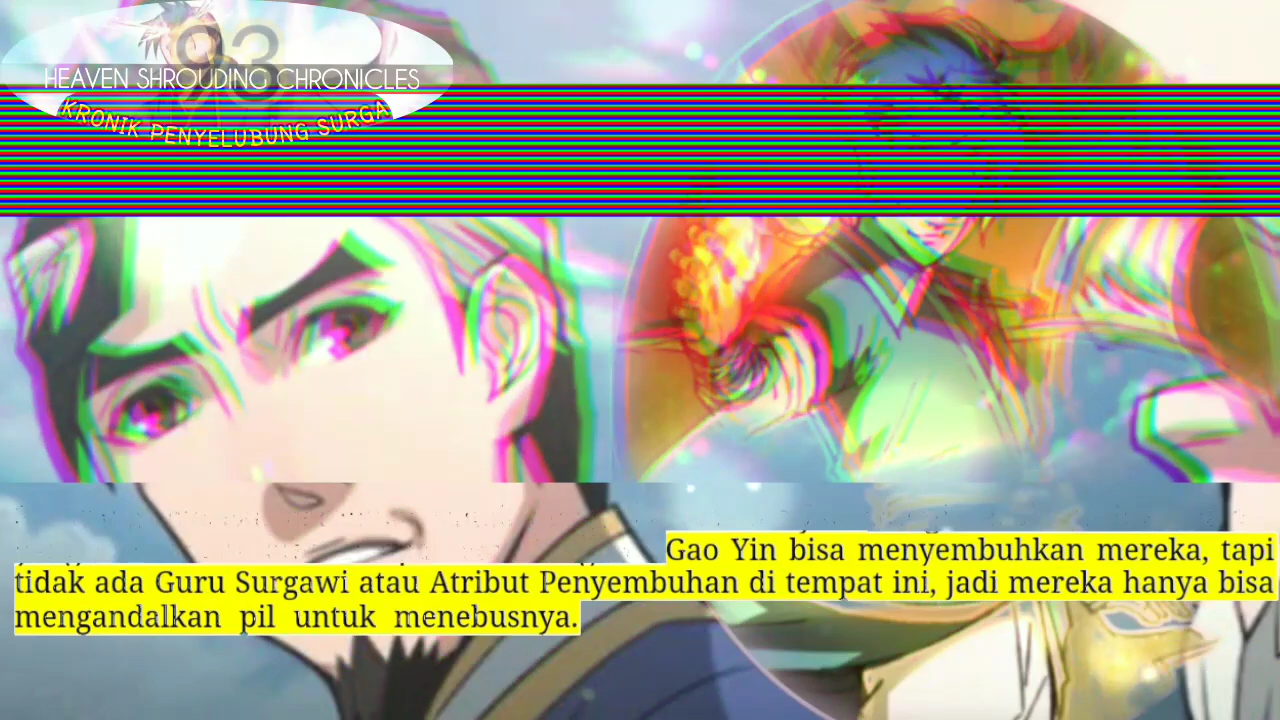 93
HEAVEN SHROUDING CHRONICLES
KRONIK PENYELUBUNG SURGA
Gao Yin bisa menyembuhkan mereka, tapi
tidak ada Guru Surgawi atau Atribut Penyembuhan di tempat ini, jadi mereka hanya bisa
mengandalkan pil untuk menebusnya.